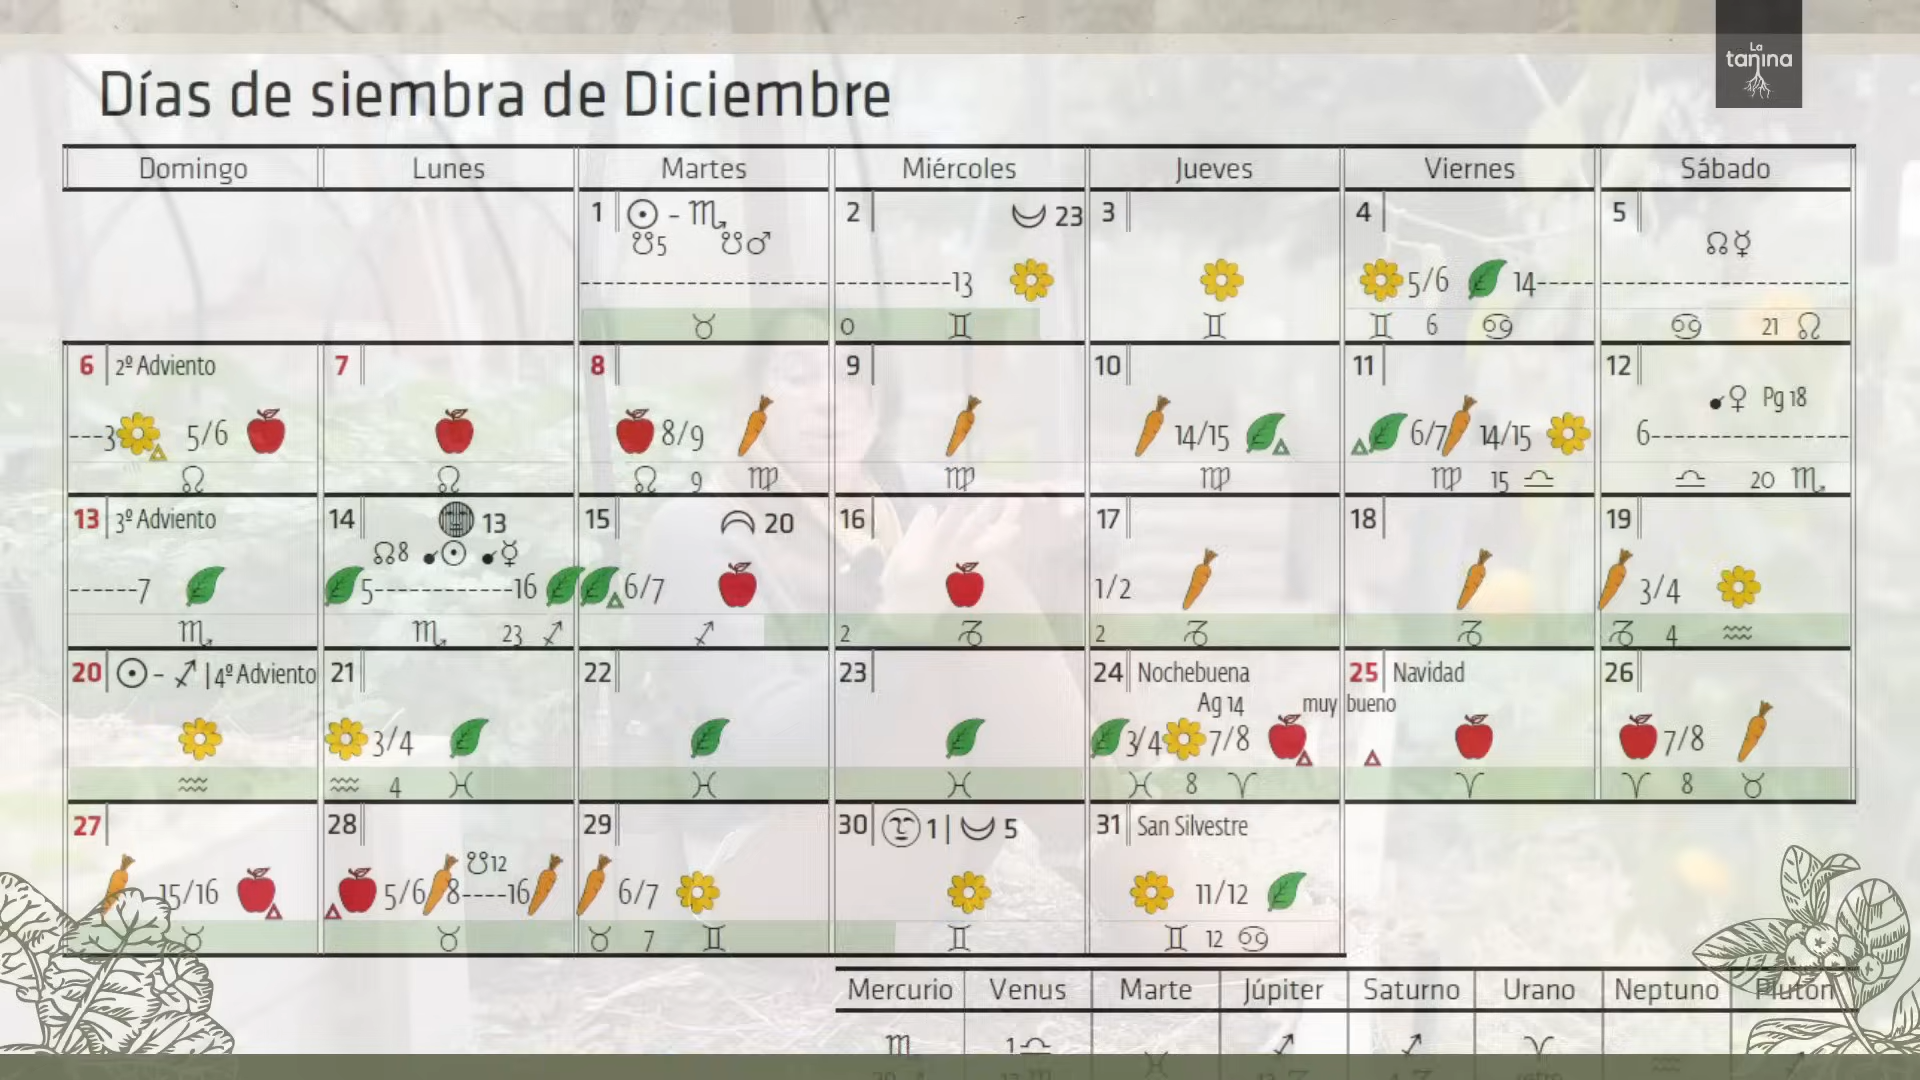 La
tanina
Días de siembra de Diciembre
Domingo Lunes Martes Miércoles Jueves Viernes Sábado
1 ☉ - ♏ 2 ☽ 23 3 4 5
☋5 ☋♂ ☊☿
--------------------- ----------13 5/6 14----- ---------------------
♉ 0 ♊ ♊ ♊ 6 ♋ ♋ 21 ♌
6 2º Adviento 7 8 9 10 11 12
♀ Pg 18
---3 5/6 8/9 14/15 6/7 14/15 6----------------
♌ ♌ ♌ 9 ♍ ♍ ♍ ♍ 15 ♎ ♎ 20 ♏
13 3º Adviento 14 13 15 20 16 17 18 19
☊8 ☉ ☿
------7 5------------16 6/7 1/2 3/4
♏ ♏ 23 ♐ ♐ 2 ♑ 2 ♑ ♑ ♑ 4 ♒
20 ☉ - ♐ | 4º Adviento 21 22 23 24 Nochebuena 25 Navidad 26
Ag 14 muy bueno
3/4 3/4 7/8 7/8
♒ ♒ 4 ♓ ♓ ♓ ♓ 8 ♈ ♈ ♈ 8 ♉
27 28 29 30 1 | 5 31 San Silvestre
☋12
15/16 5/6 8----16 6/7 11/12
♉ ♉ ♉ 7 ♊ ♊ ♊ 12 ♋
Mercurio Venus Marte Júpiter Saturno Urano Neptuno Plutón
♏ 1♎ ♓ ♐ ♐ ♈ ♒